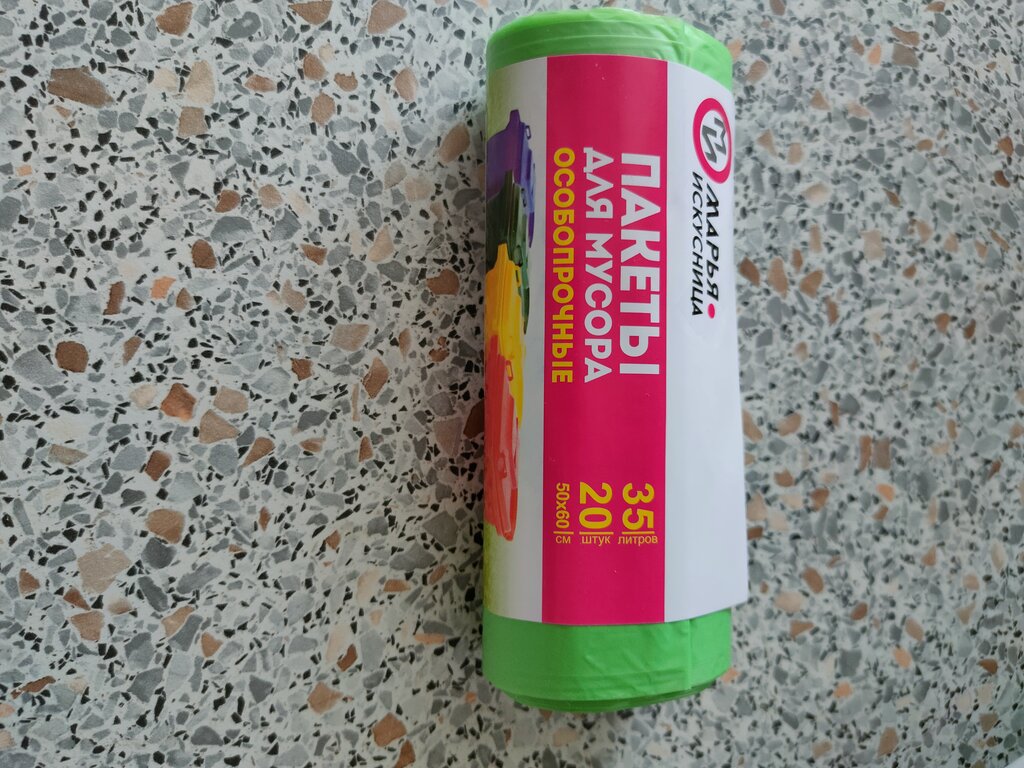 МАРЬЯ
ИСКУСНИЦА
ПАКЕТЫ
ДЛЯ МУСОРА
ОСОБОПРОЧНЫЕ
35 литров
20 штук
50х60 см